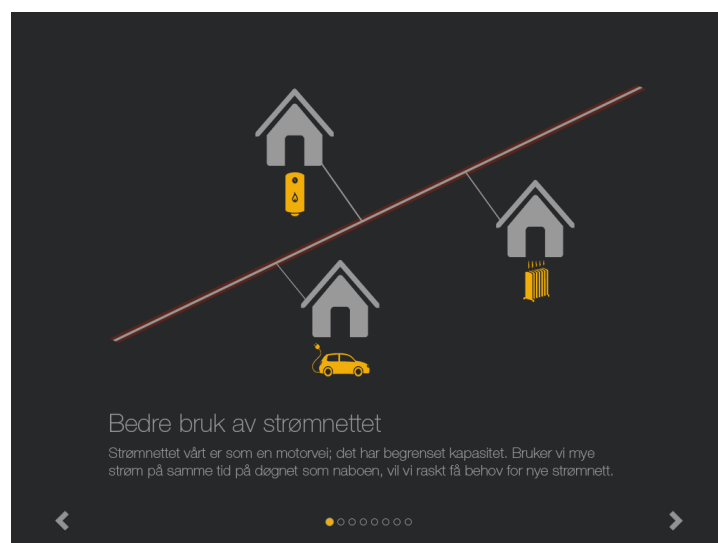 Bedre bruk av strømnettet
Strømnettet vårt er som en motorvei; det har begrenset kapasitet. Bruker vi mye
strøm på samme tid på døgnet som naboen, vil vi raskt få behov for nye strømnett.